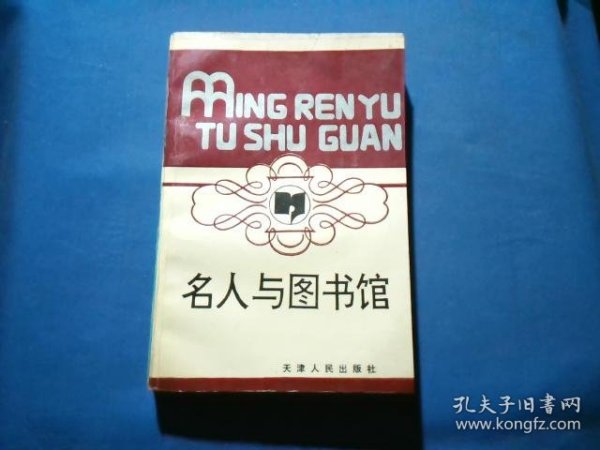 MING REN YU
TU SHU GUAN
名人与图书馆
天津人民出版社
孔夫子旧书网
www.kongfz.com